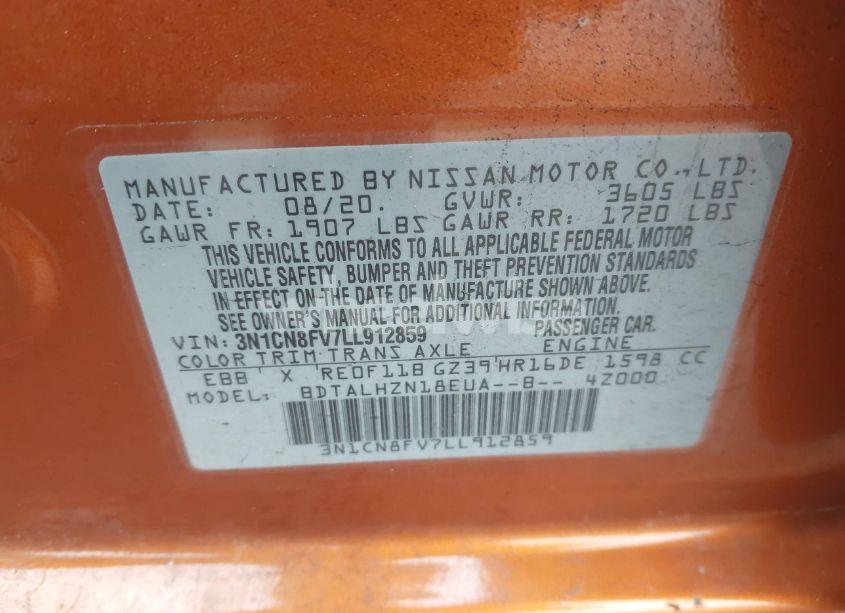 MANUFACTURED BY NISSAN MOTOR CO., LTD.
DATE: 08/20. GVWR: 3605 LBS
GAWR FR: 1907 LBS GAWR RR: 1720 LBS
THIS VEHICLE CONFORMS TO ALL APPLICABLE FEDERAL MOTOR
VEHICLE SAFETY, BUMPER AND THEFT PREVENTION STANDARDS
IN EFFECT ON THE DATE OF MANUFACTURE SHOWN ABOVE.
SEE OWNER'S MANUAL FOR ADDITIONAL INFORMATION.
VIN: 3N1CN8FV7LL912859 PASSENGER CAR.
COLOR TRIM TRANS AXLE ENGINE
EBB X RE0F11B GZ39 HR16DE 1598 CC
MODEL: BDTALHZN18EUA--B-- 4Z000
3N1CN8FV7LL912859